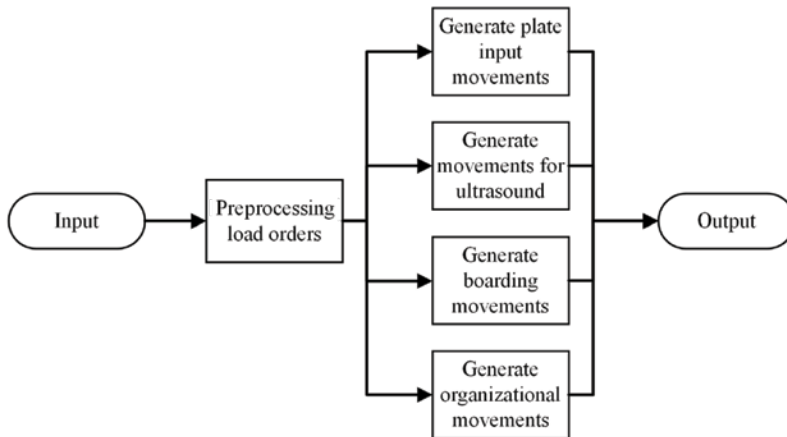 Input
Preprocessing
load orders
Generate plate
input
movements
Generate
movements for
ultrasound
Generate
boarding
movements
Generate
organizational
movements
Output